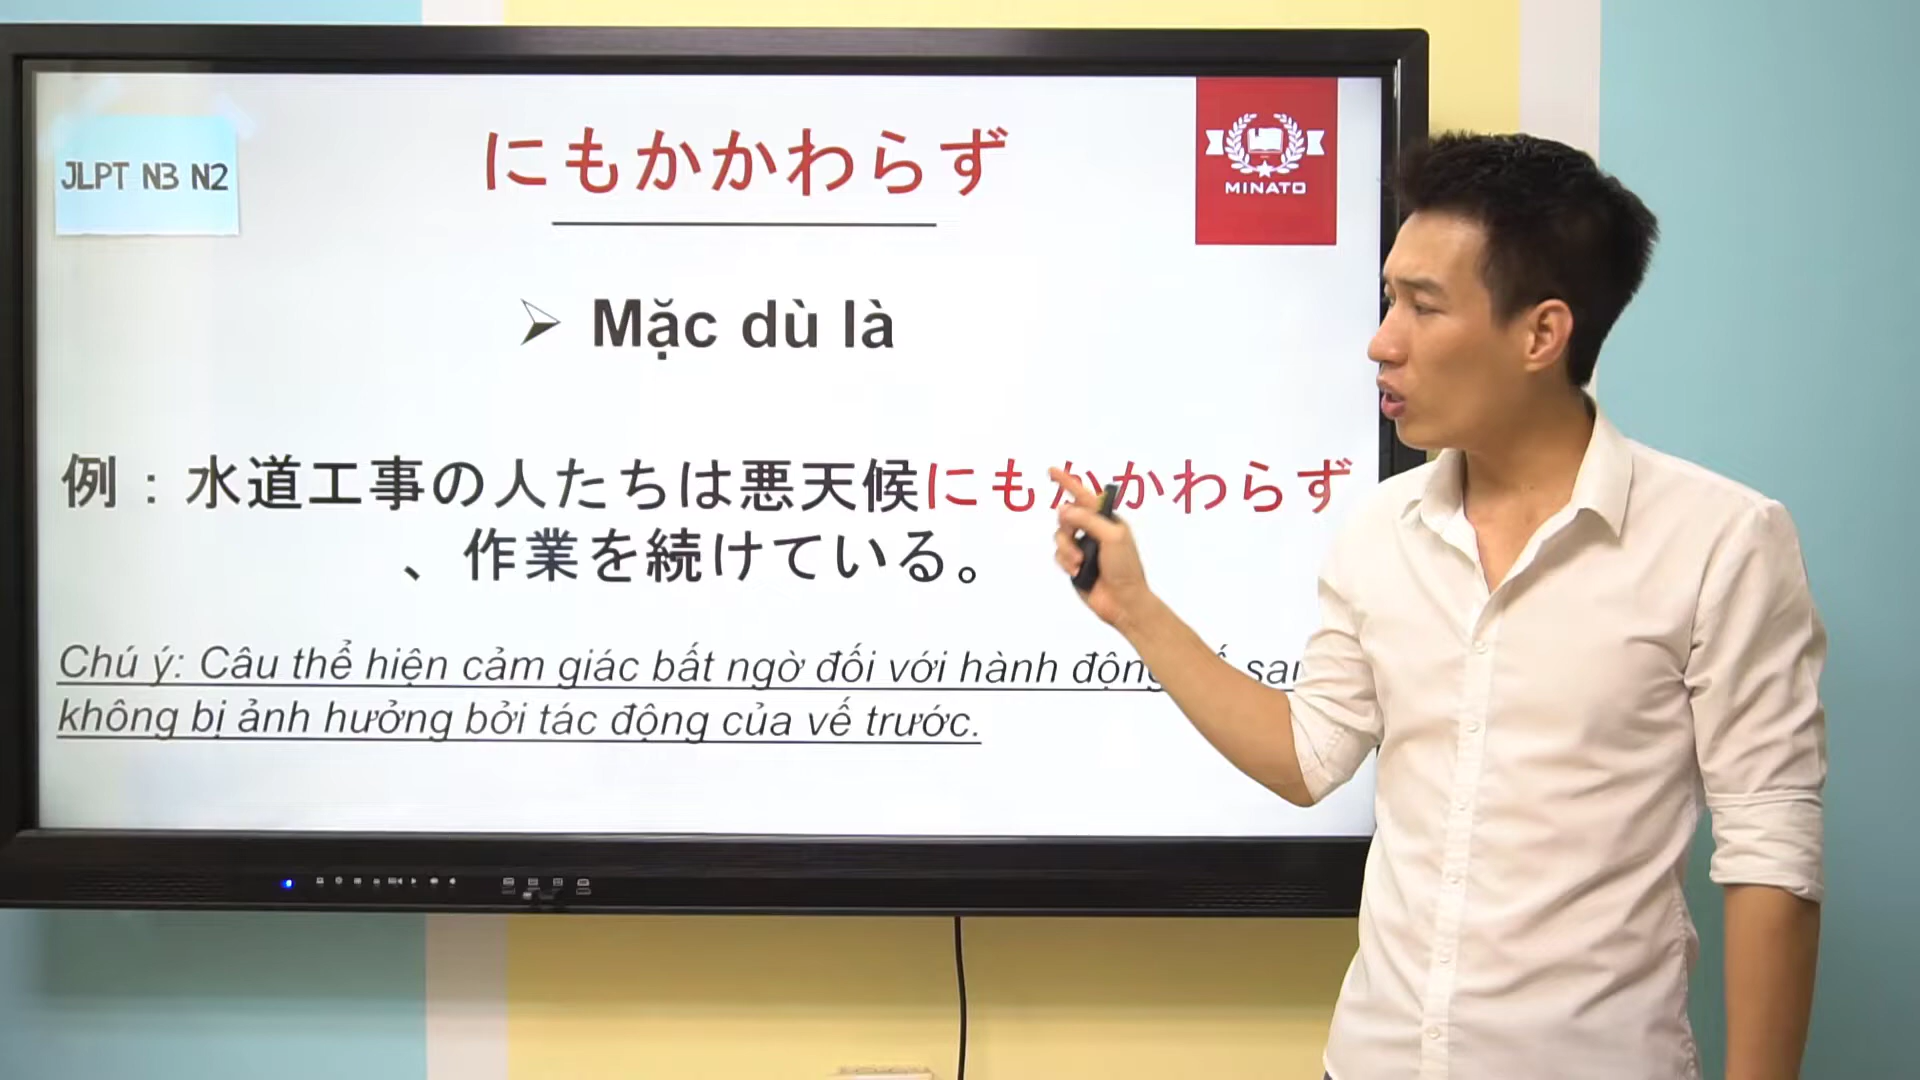 JLPT N3 N2
にもかかわらず
MINATO
Mặc dù là
例：水道工事の人たちは悪天候にもかかわらず
、作業を続けている。
Chú ý: Câu thể hiện cảm giác bất ngờ đối với hành động
không bị ảnh hưởng bởi tác động của vế trước.